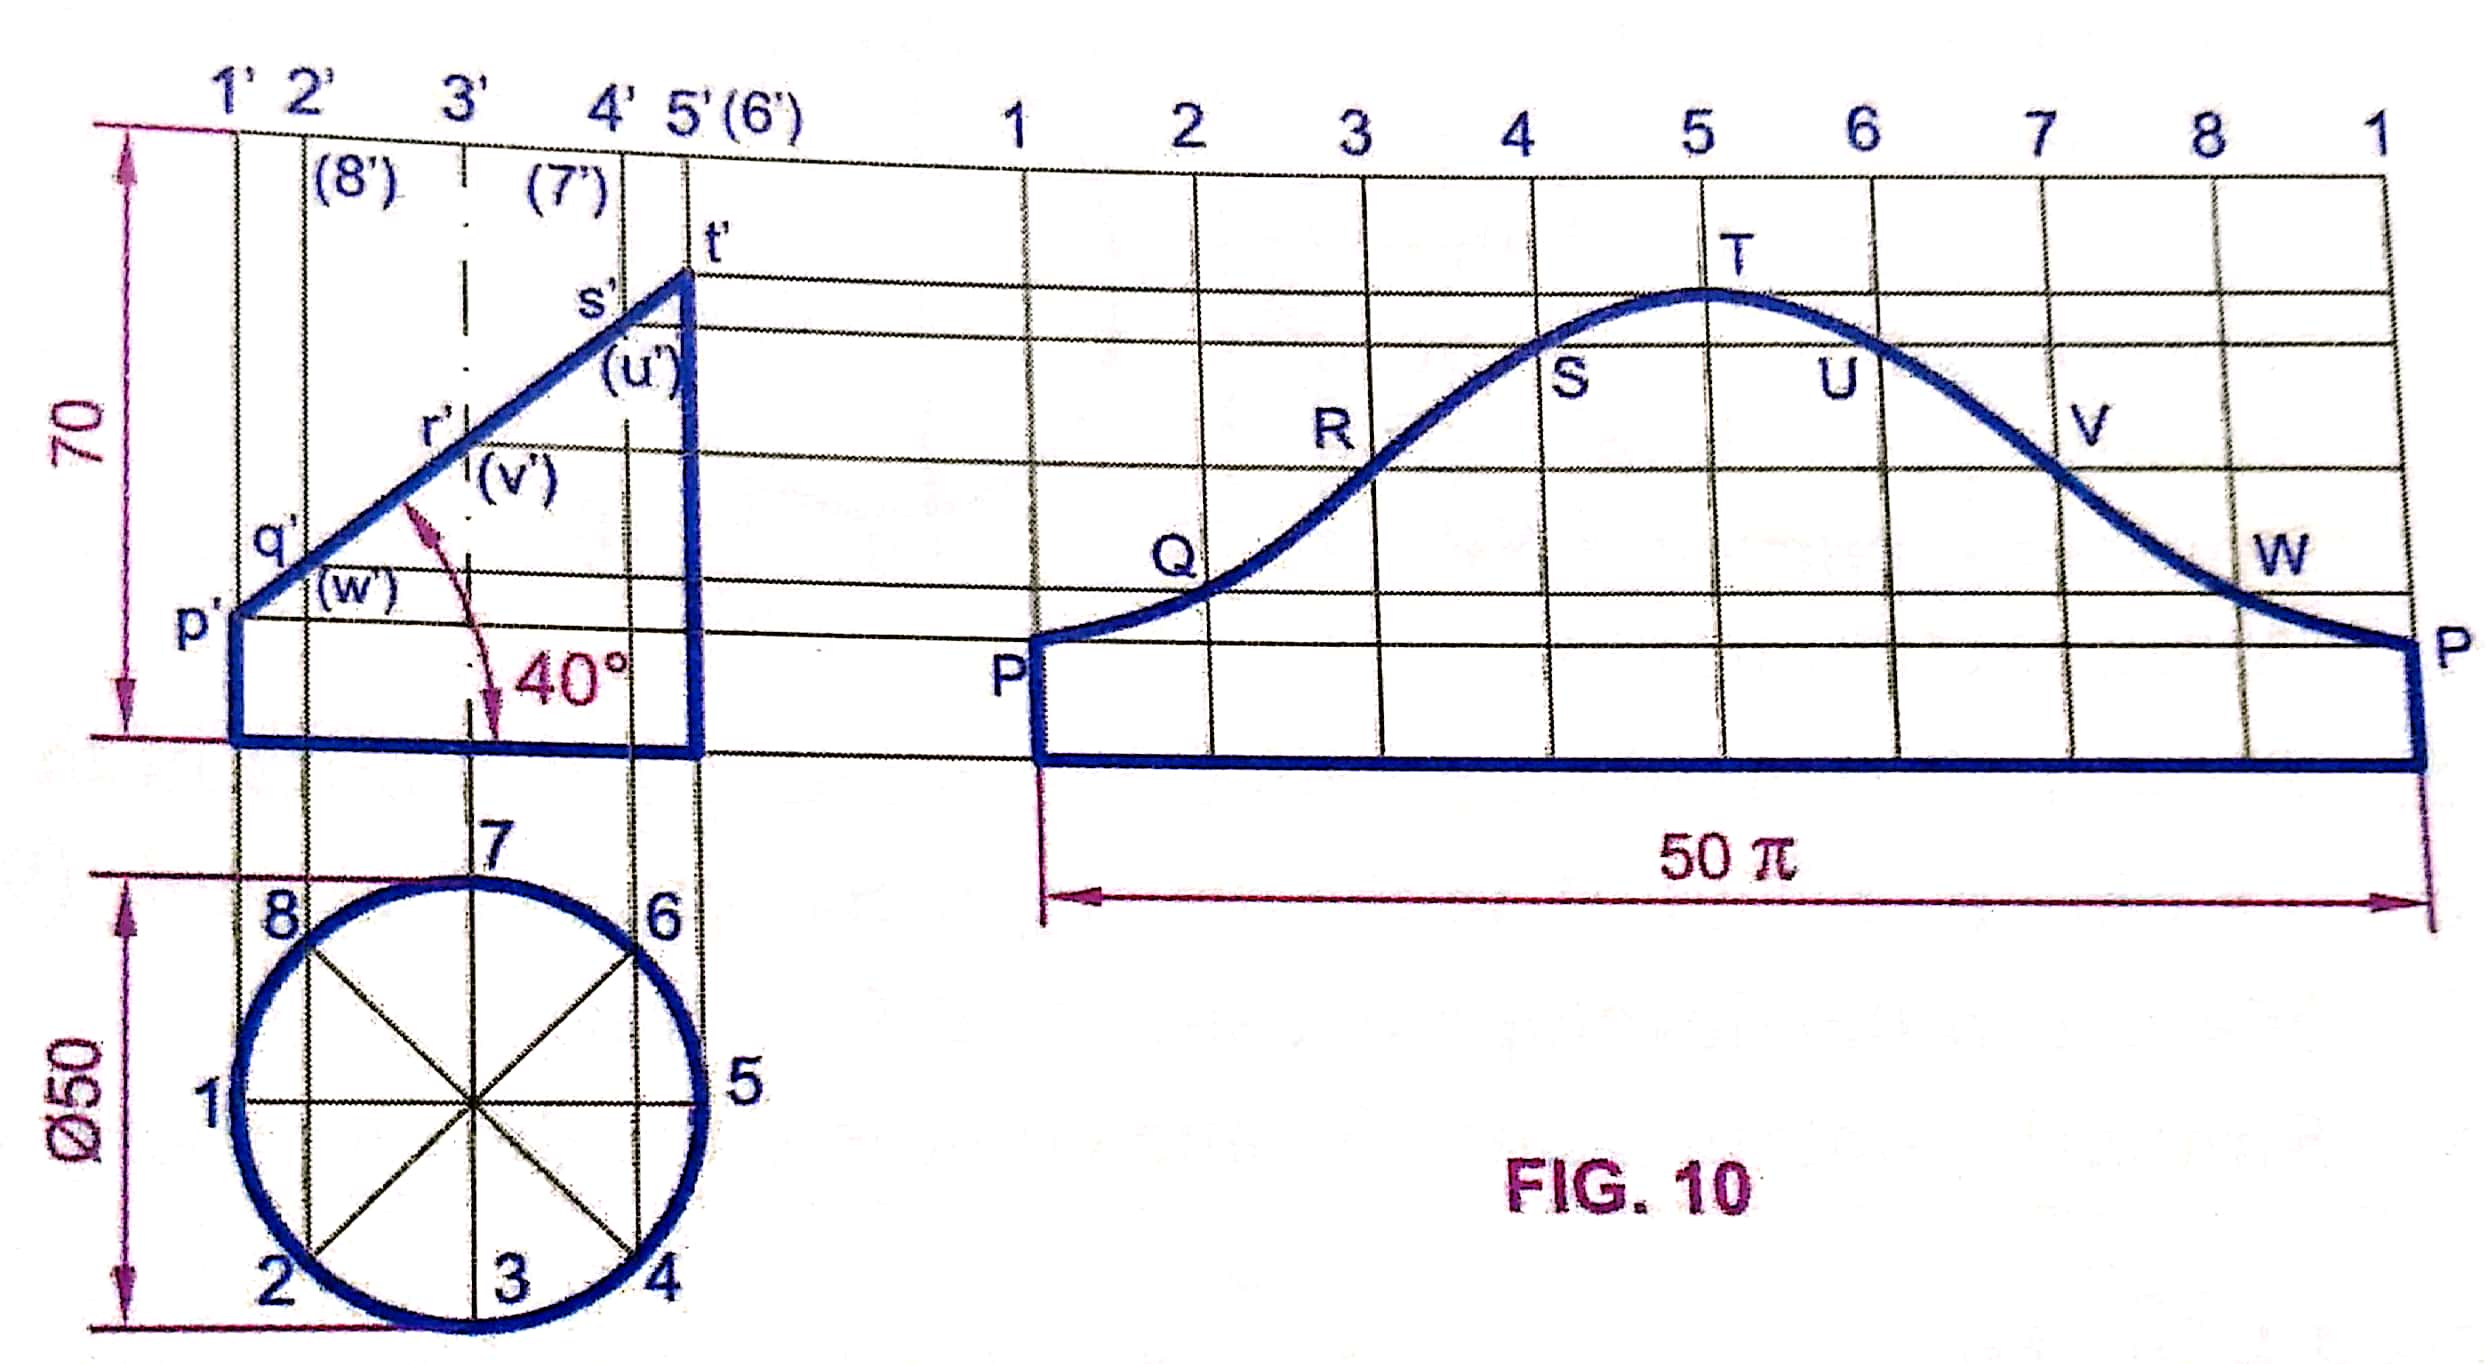 1' 2' 3' 4' 5' (6') 1 2 3 4 5 6 7 8 1
(8') (7')
t' T
s' (u') S U
70
r' (v') R V
q' (w') Q W
p' 40° P P
50 π
7
8 6
Ø50
1 5
2 3 4
FIG. 10